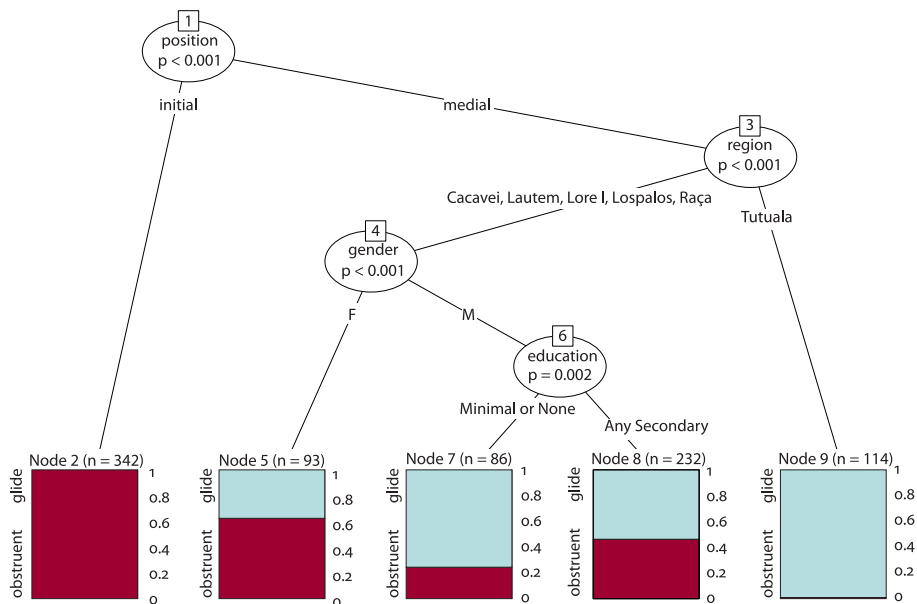 1
position
p < 0.001
initial
medial
3
region
p < 0.001
Cacavei, Lautem, Lore I, Lospalos, Raça
Tutuala
4
gender
p < 0.001
F
M
6
education
p = 0.002
Minimal or None
Any Secondary
Node 2 (n = 342)
glide
obstruent
1
0.8
0.6
0.4
0.2
0
Node 5 (n = 93)
glide
obstruent
1
0.8
0.6
0.4
0.2
0
Node 7 (n = 86)
glide
obstruent
1
0.8
0.6
0.4
0.2
0
Node 8 (n = 232)
glide
obstruent
1
0.8
0.6
0.4
0.2
0
Node 9 (n = 114)
glide
obstruent
1
0.8
0.6
0.4
0.2
0